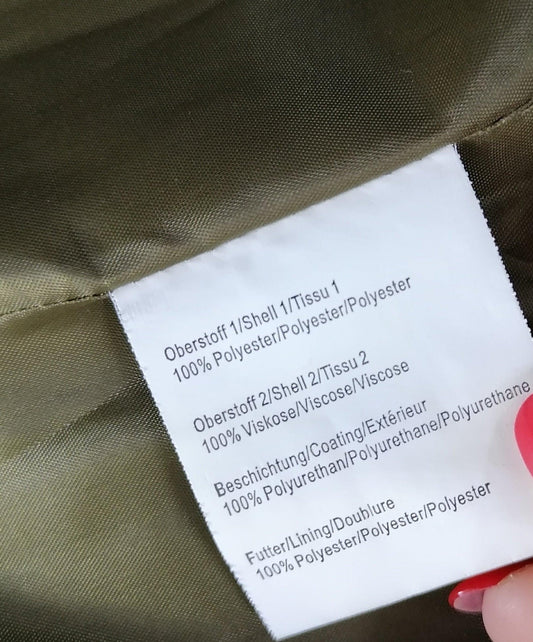 Oberstoff 1/Shell 1/Tissu 1
100% Polyester/Polyester/Polyester
Oberstoff 2/Shell 2/Tissu 2
100% Viskose/Viscose/Viscose
Beschichtung/Coating/Extérieur
100% Polyurethan/Polyurethane/Polyurethane
Futter/Lining/Doublure
100% Polyester/Polyester/Polyester